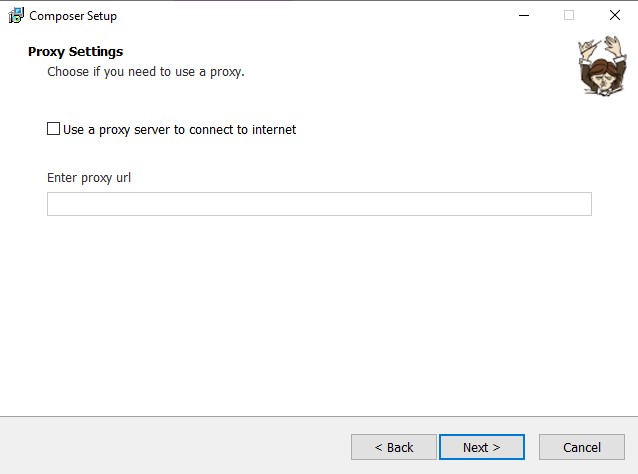 Composer Setup
Proxy Settings
Choose if you need to use a proxy.
Use a proxy server to connect to internet
Enter proxy url
< Back
Next >
Cancel